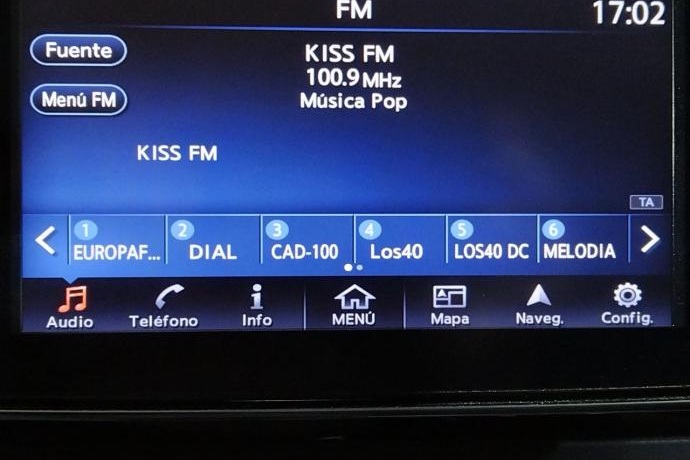 FM
17:02
Fuente
KISS FM
100.9 MHz
Menú FM
Música Pop
KISS FM
TA
1 EUROPAF...
2 DIAL
3 CAD-100
4 Los40
5 LOS40 DC
6 MELODIA
Audio
Teléfono
Info
MENÚ
Mapa
Naveg.
Config.